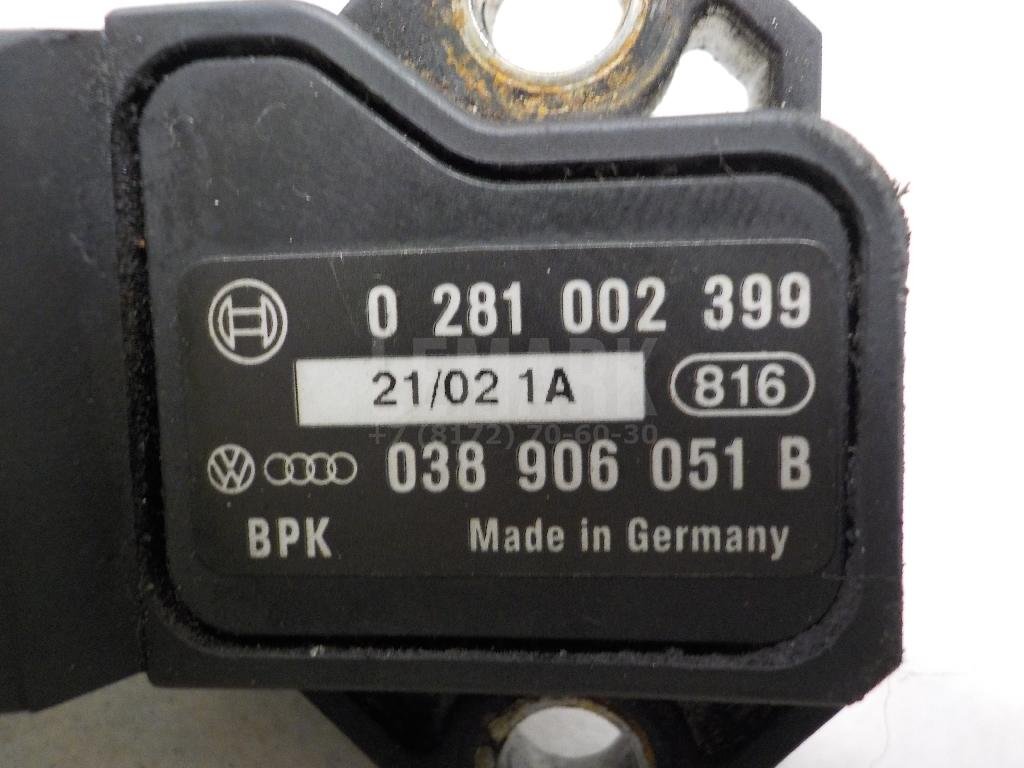 0 281 002 399
LEMARK
21/02 1A
816
+7 (8172) 70-60-30
038 906 051 B
BPK Made in Germany